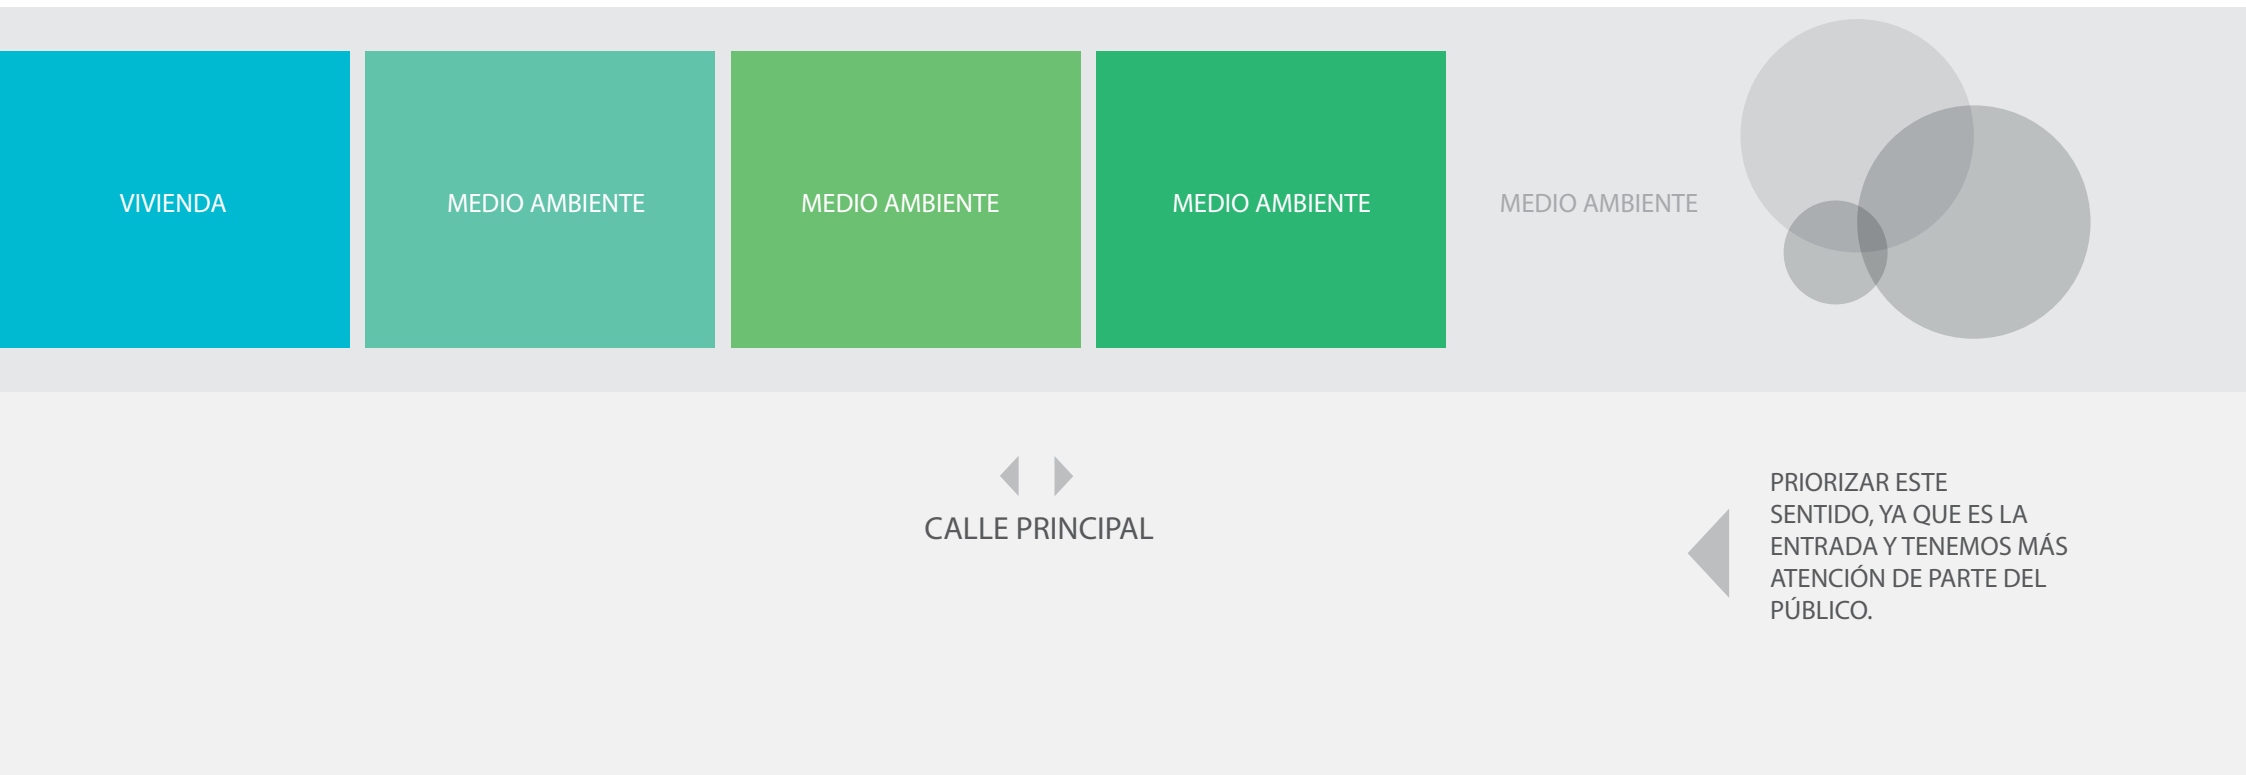 VIVIENDA
MEDIO AMBIENTE
MEDIO AMBIENTE
MEDIO AMBIENTE
MEDIO AMBIENTE
CALLE PRINCIPAL
PRIORIZAR ESTE
SENTIDO, YA QUE ES LA
ENTRADA Y TENEMOS MÁS
ATENCIÓN DE PARTE DEL
PÚBLICO.